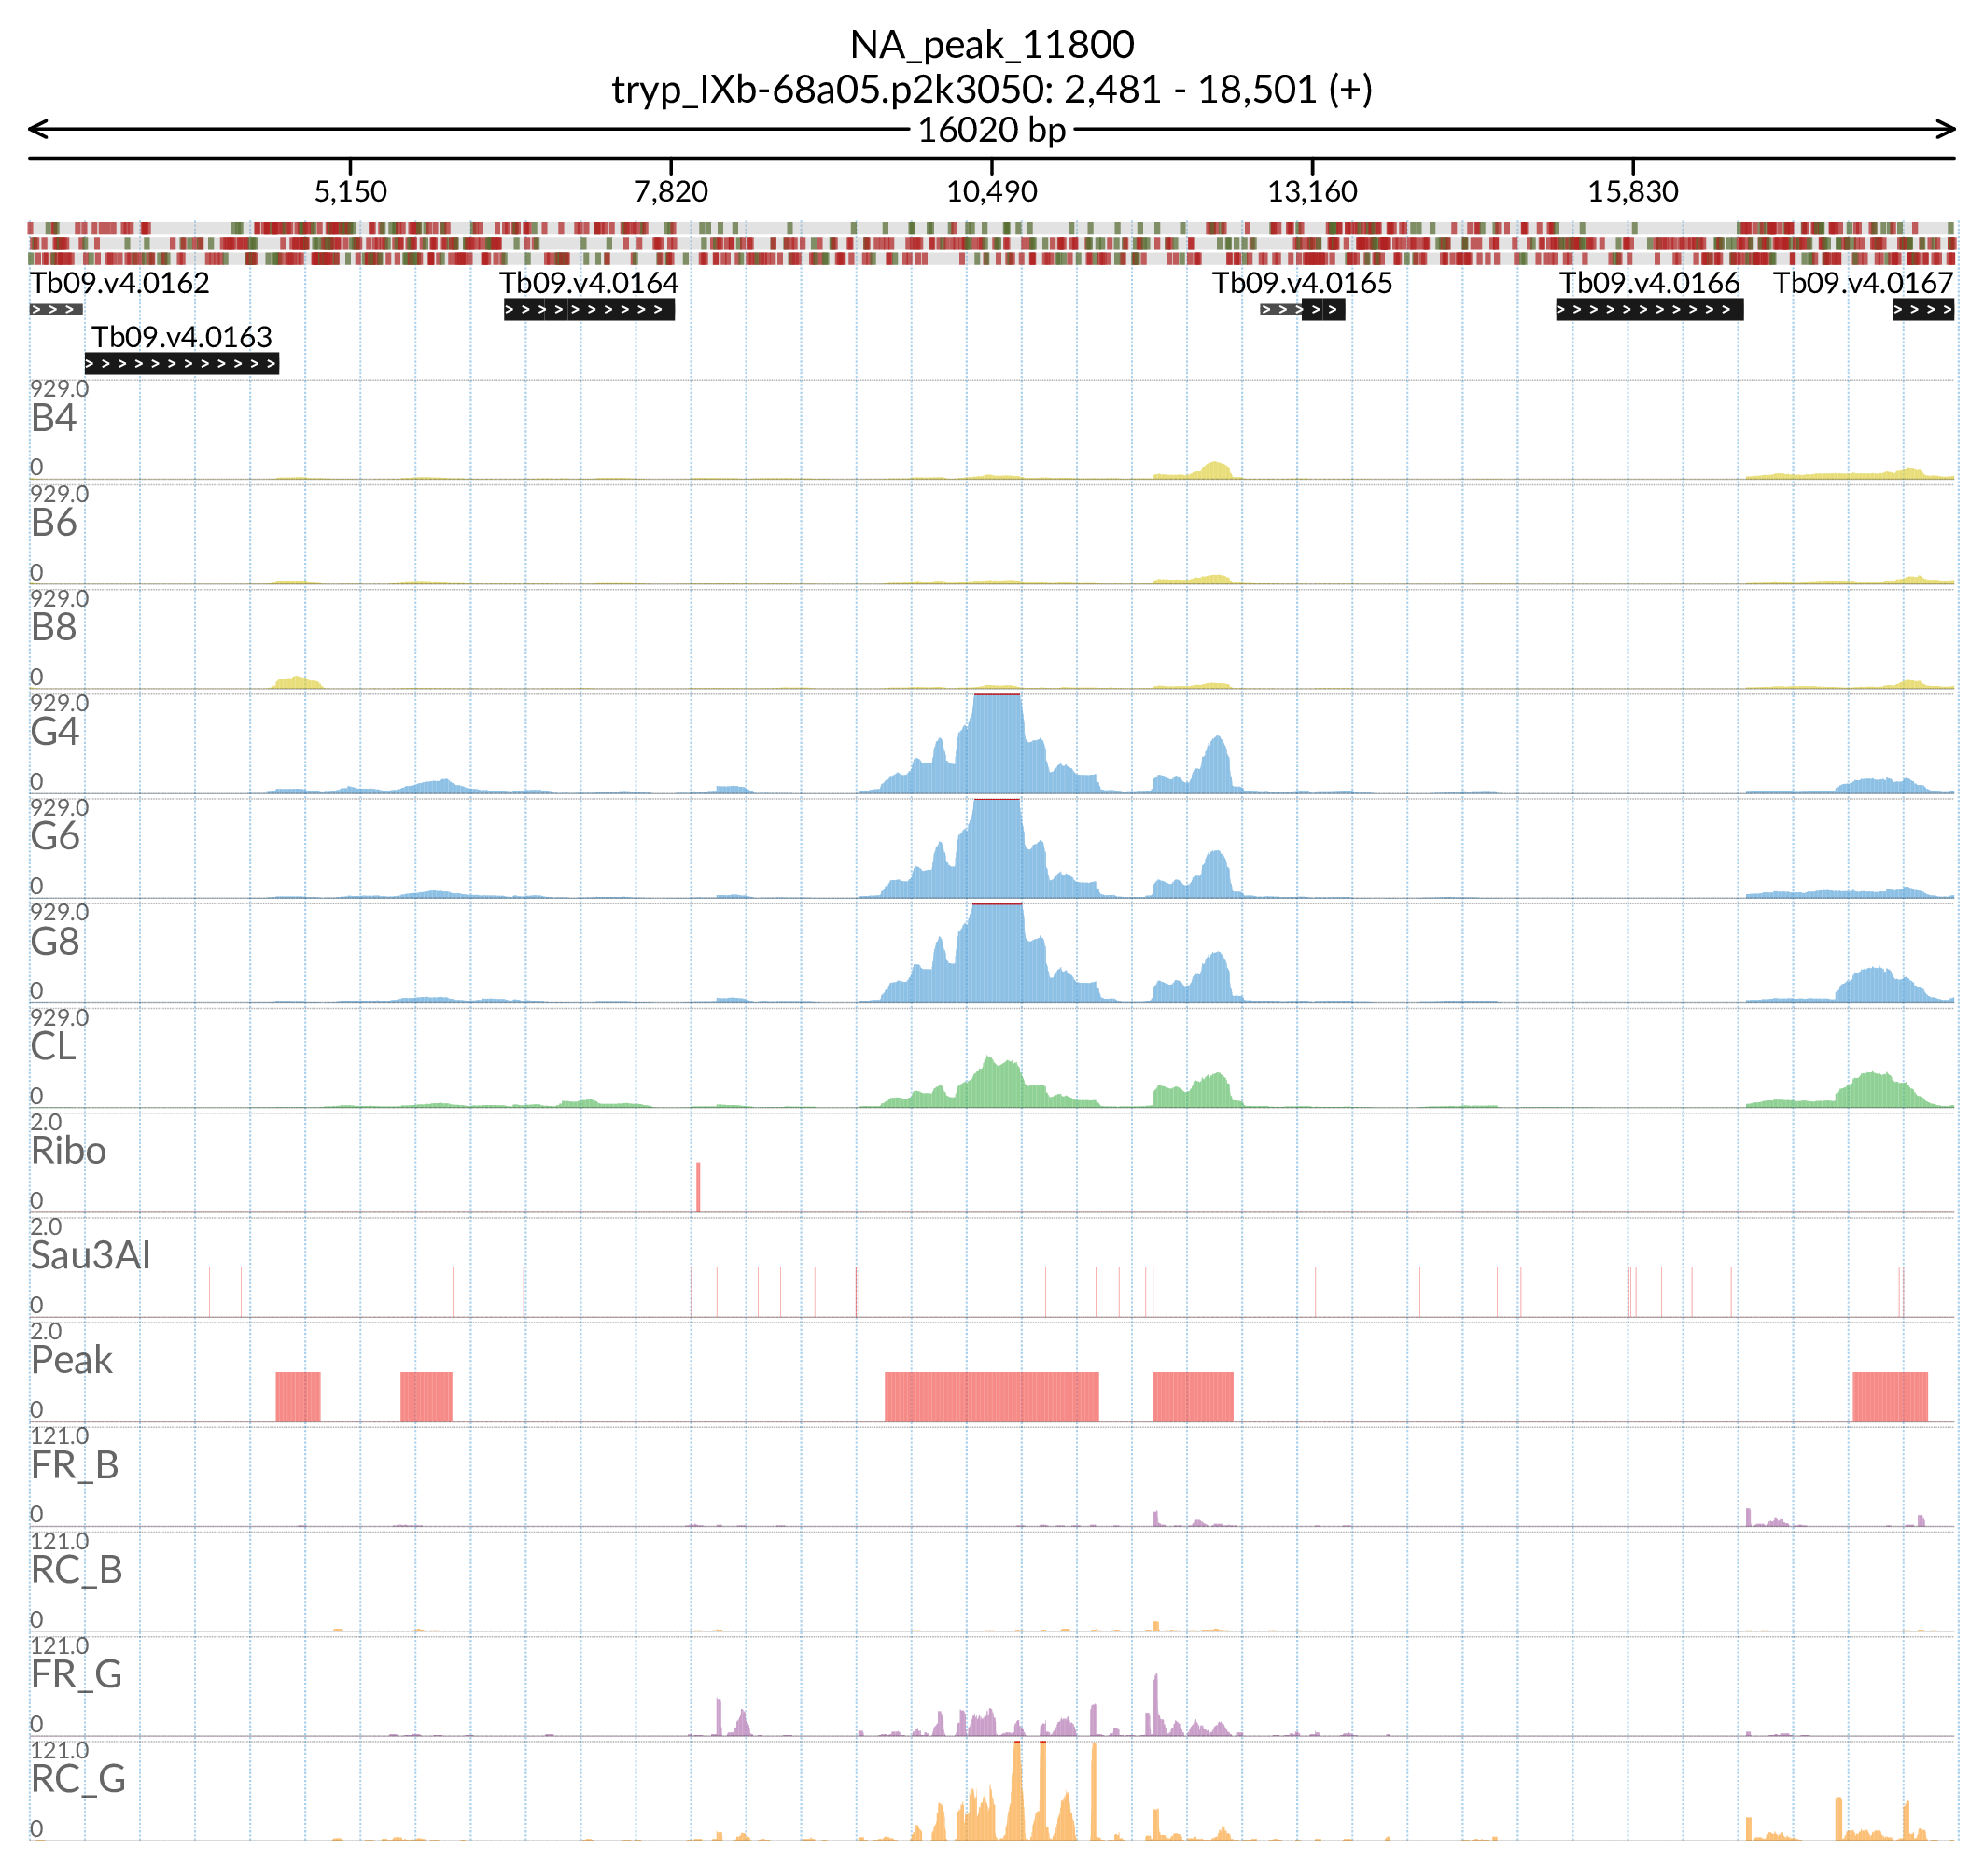 NA_peak_11800
tryp_IXb-68a05.p2k3050: 2,481 - 18,501 (+)
16020 bp
5,150 7,820 10,490 13,160 15,830
Tb09.v4.0162 Tb09.v4.0164 Tb09.v4.0165 Tb09.v4.0166 Tb09.v4.0167
Tb09.v4.0163
929.0
B4
0
929.0
B6
0
929.0
B8
0
929.0
G4
0
929.0
G6
0
929.0
G8
0
929.0
CL
0
2.0
Ribo
0
2.0
Sau3AI
0
2.0
Peak
0
121.0
FR_B
0
121.0
RC_B
0
121.0
FR_G
0
121.0
RC_G
0